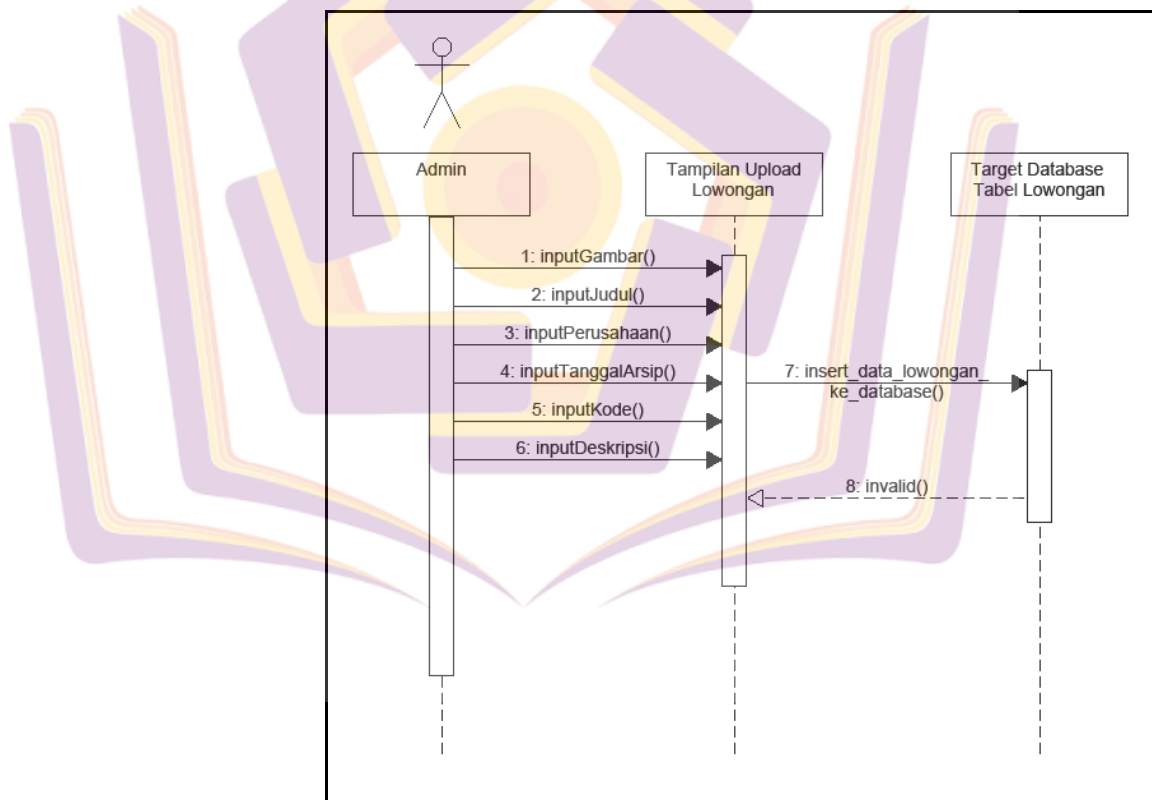 Admin
Tampilan Upload
Lowongan
Target Database
Tabel Lowongan
1: inputGambar()
2: inputJudul()
3: inputPerusahaan()
4: inputTanggalArsip()
7: insert_data_lowongan_
ke_database()
5: inputKode()
6: inputDeskripsi()
8: invalid()